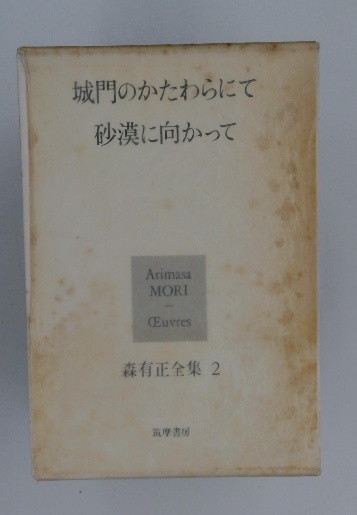 城門のかたわらにて
砂漠に向かって
Arimasa
MORI
—
Œuvres
森有正全集 2
筑摩書房